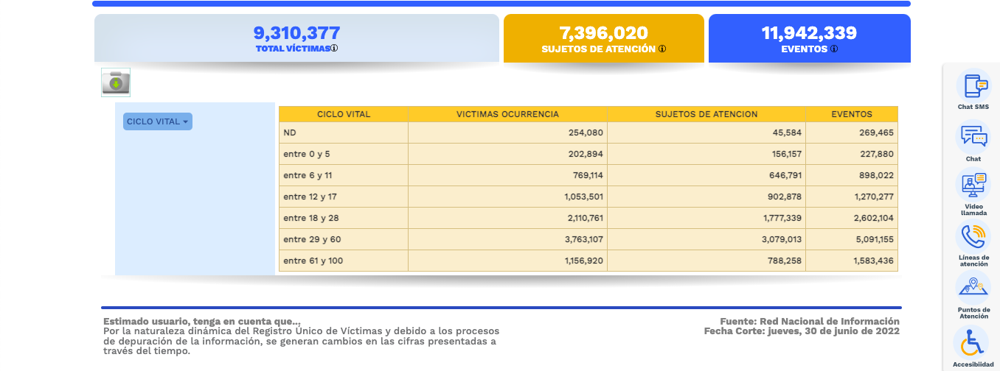 9,310,377
TOTAL VÍCTIMAS
7,396,020
SUJETOS DE ATENCIÓN
11,942,339
EVENTOS
CICLO VITAL
CICLO VITAL VICTIMAS OCURRENCIA SUJETOS DE ATENCION EVENTOS
ND 254,080 45,584 269,465
entre 0 y 5 202,894 156,157 227,880
entre 6 y 11 769,114 646,791 898,022
entre 12 y 17 1,053,501 902,878 1,270,277
entre 18 y 28 2,110,761 1,777,339 2,602,104
entre 29 y 60 3,763,107 3,079,013 5,091,155
entre 61 y 100 1,156,920 788,258 1,583,436
Estimado usuario, tenga en cuenta que...
Por la naturaleza dinámica del Registro Único de Víctimas y debido a los procesos
de depuración de la información, se generan cambios en las cifras presentadas a
través del tiempo.
Fuente: Red Nacional de Información
Fecha Corte: jueves, 30 de junio de 2022
Chat SMS
Chat
Video
llamada
Líneas de
atención
Puntos de
Atención
Accesibiidad